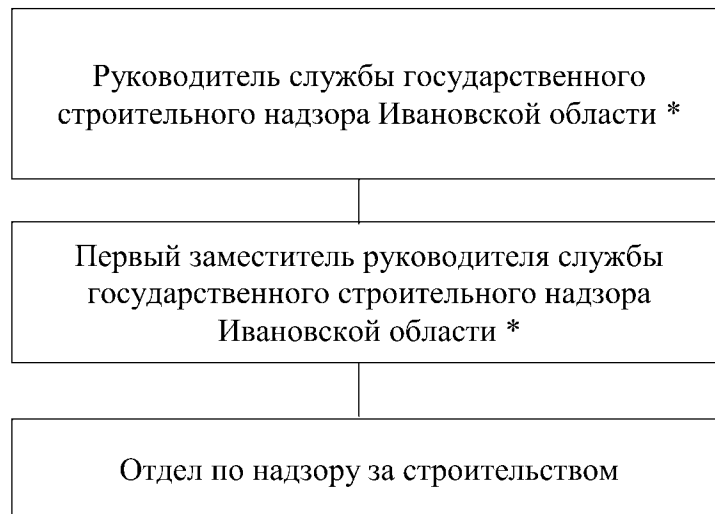 Руководитель службы государственного
строительного надзора Ивановской области *
Первый заместитель руководителя службы
государственного строительного надзора
Ивановской области *
Отдел по надзору за строительством